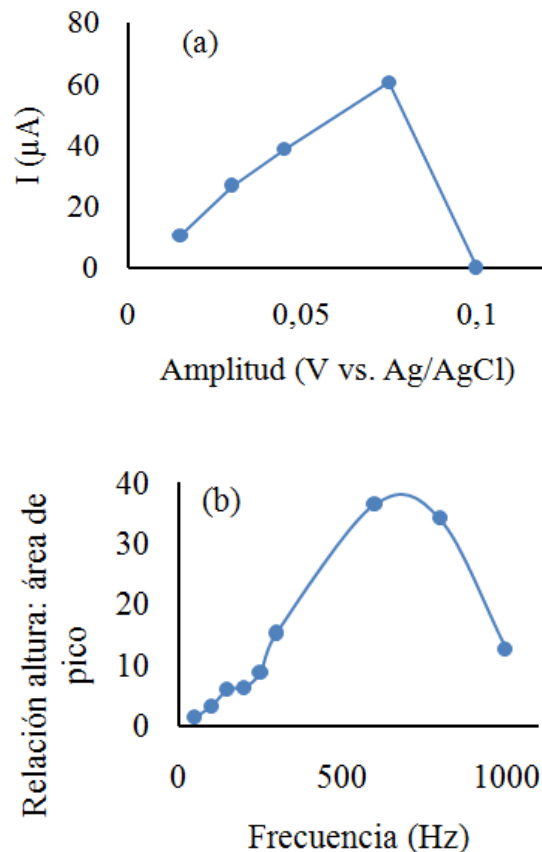 (a)
80
60
40
20
0
I (µA)
0 0,05 0,1
Amplitud (V vs. Ag/AgCl)
(b)
40
30
20
10
0
Relación altura: área de
pico
0 500 1000
Frecuencia (Hz)